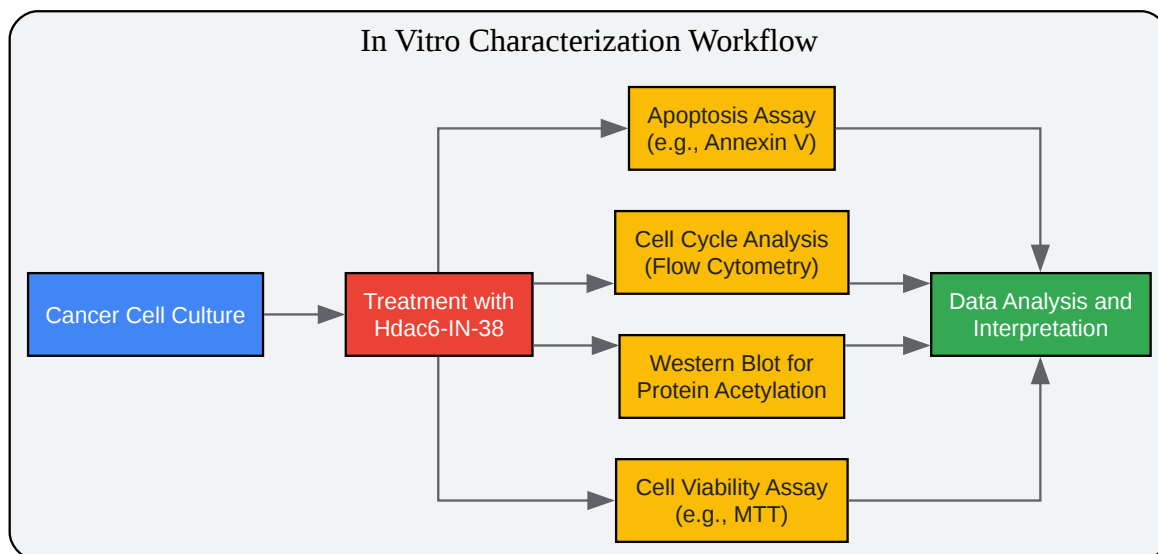 In Vitro Characterization Workflow
Apoptosis Assay
(e.g., Annexin V)
Cell Cycle Analysis
(Flow Cytometry)
Cancer Cell Culture
Treatment with
Hdac6-IN-38
Data Analysis and
Interpretation
Western Blot for
Protein Acetylation
Cell Viability Assay
(e.g., MTT)